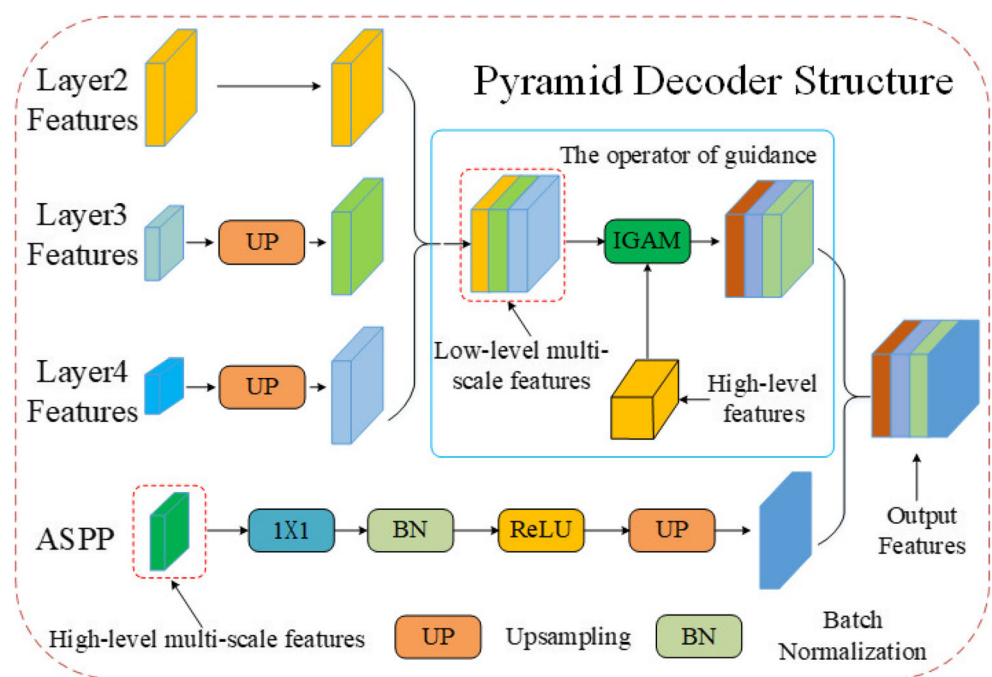 Pyramid Decoder Structure
Layer2
Features
Layer3
Features
UP
Layer4
Features
UP
The operator of guidance
IGAM
Low-level multi-
scale features
High-level
features
ASPP
1X1
BN
ReLU
UP
Output
Features
High-level multi-scale features
UP
Upsampling
BN
Batch
Normalization